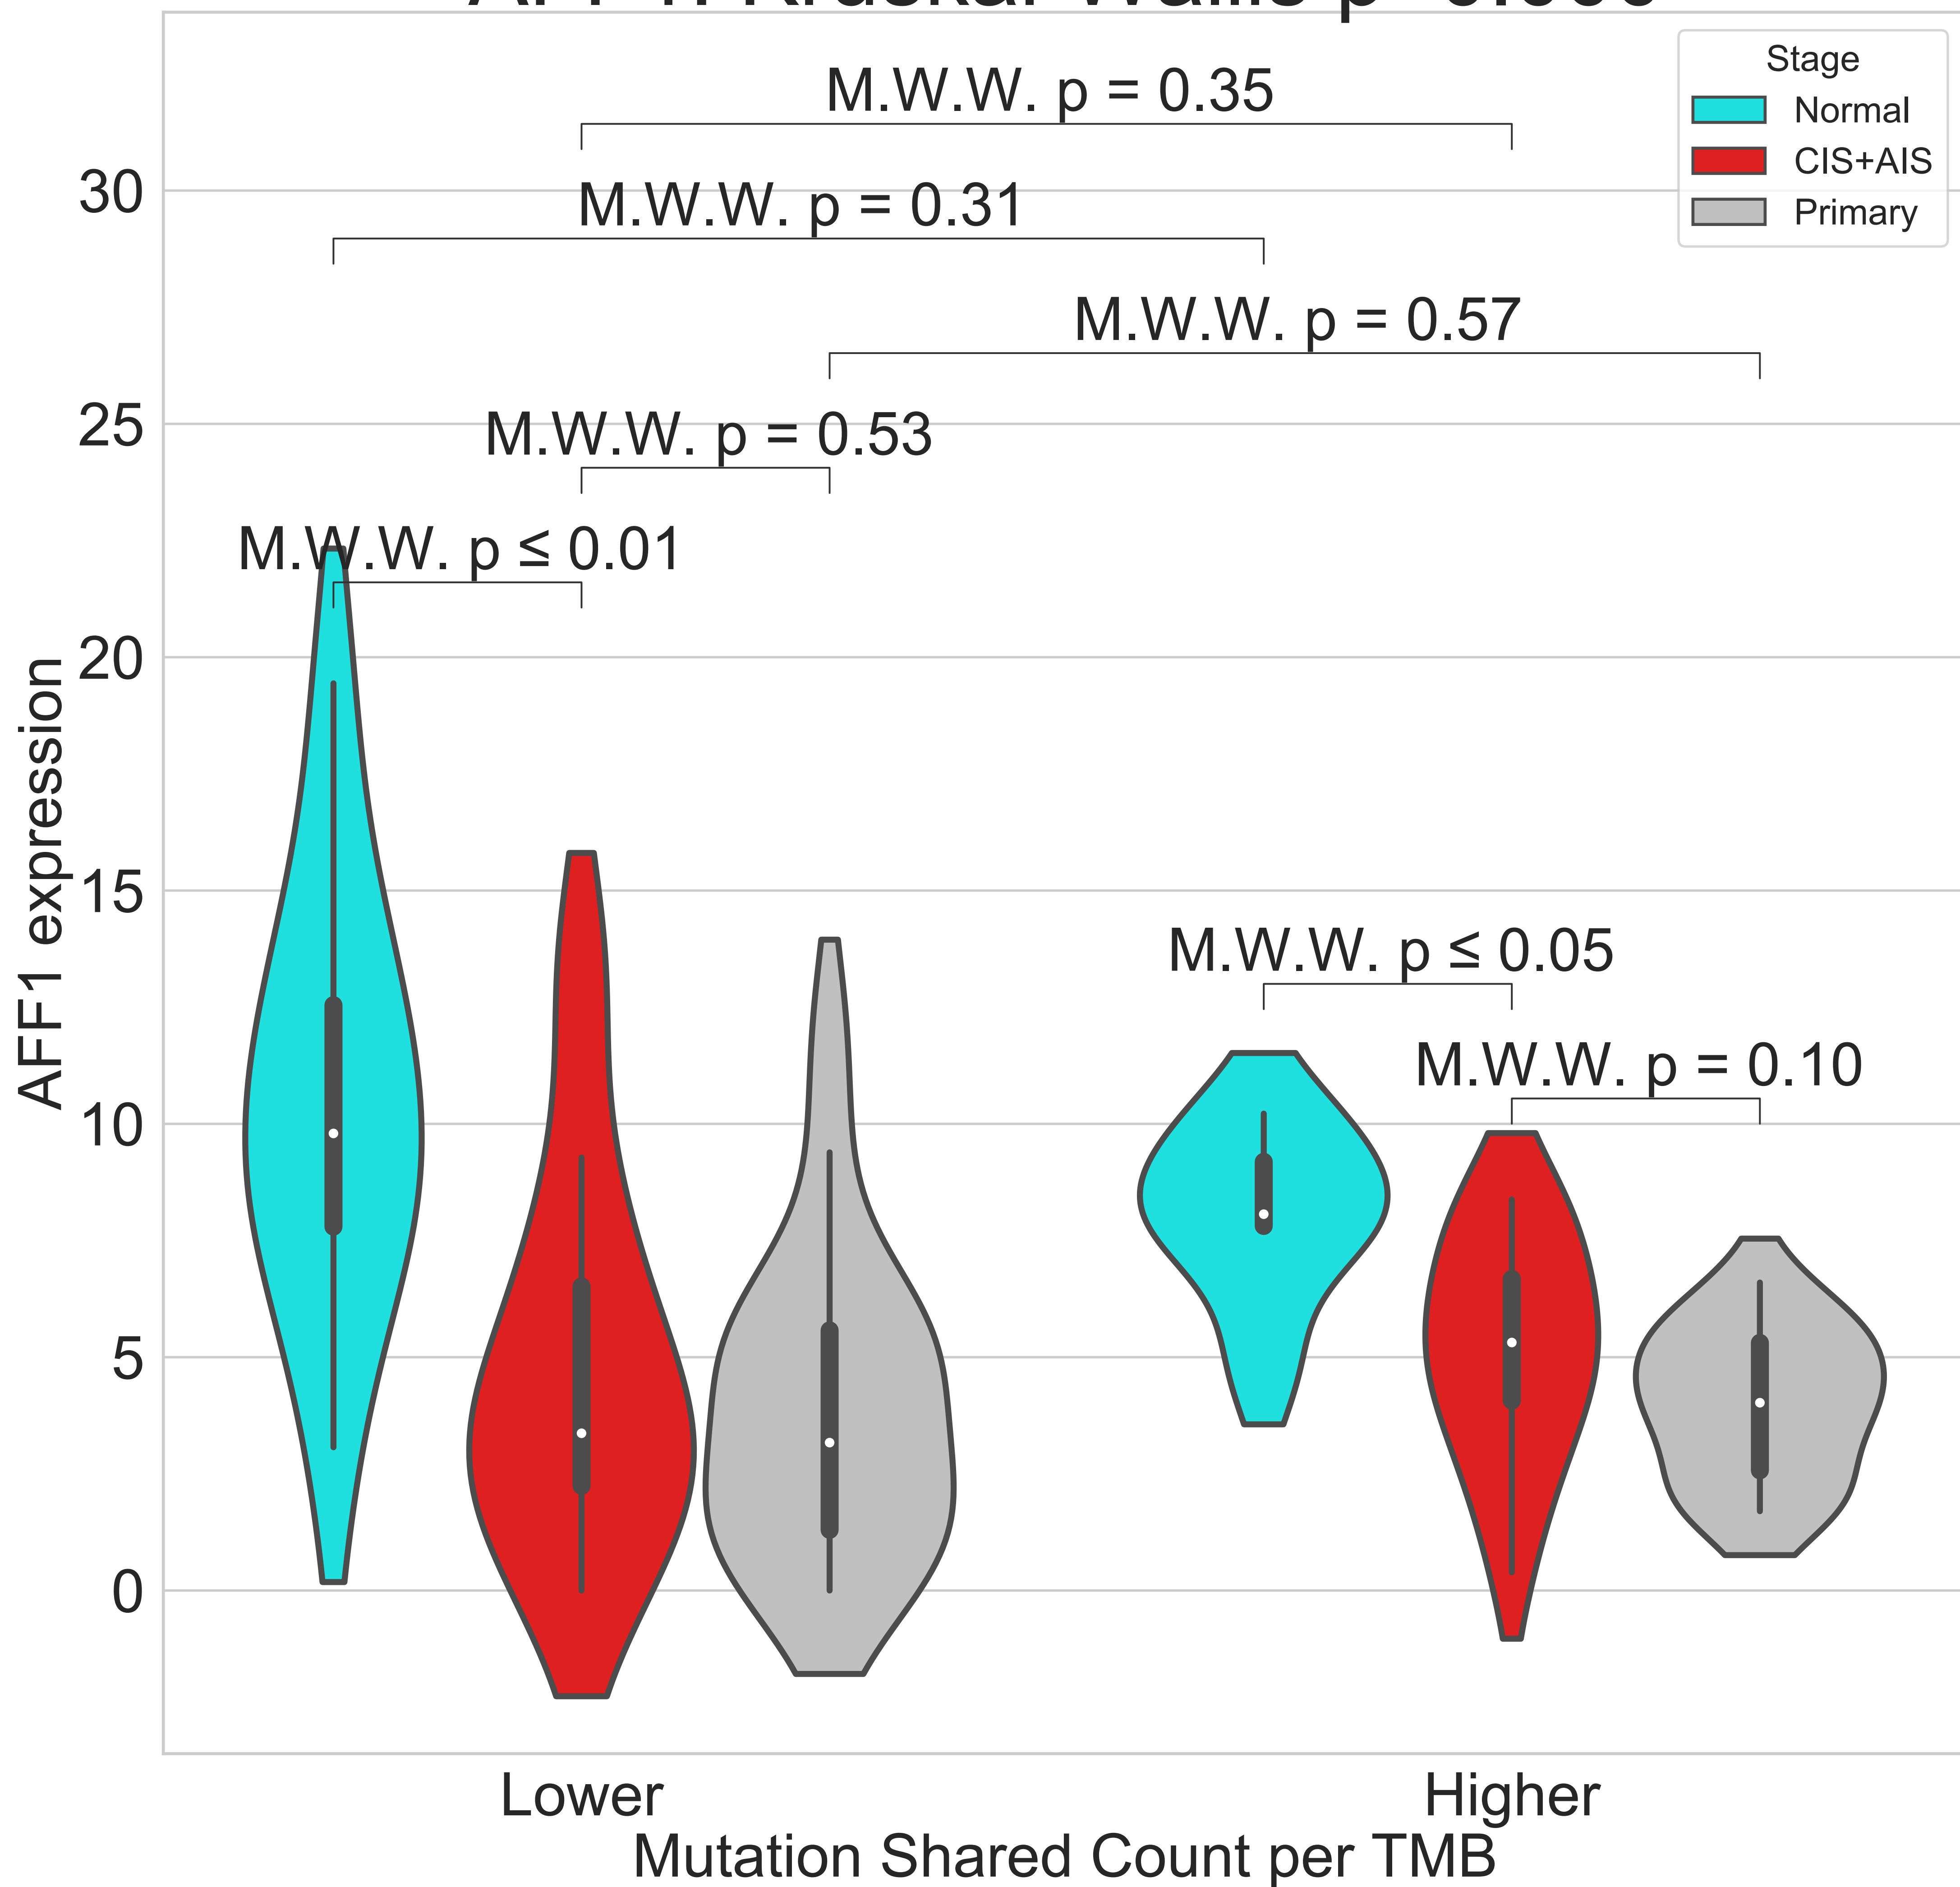 Stage
Normal
CIS+AIS
Primary
M.W.W. p = 0.35
M.W.W. p = 0.31
M.W.W. p = 0.57
M.W.W. p = 0.53
M.W.W. p ≤ 0.01
M.W.W. p ≤ 0.05
M.W.W. p = 0.10
30
25
20
15
10
5
0
AFF1 expression
Lower
Higher
Mutation Shared Count per TMB